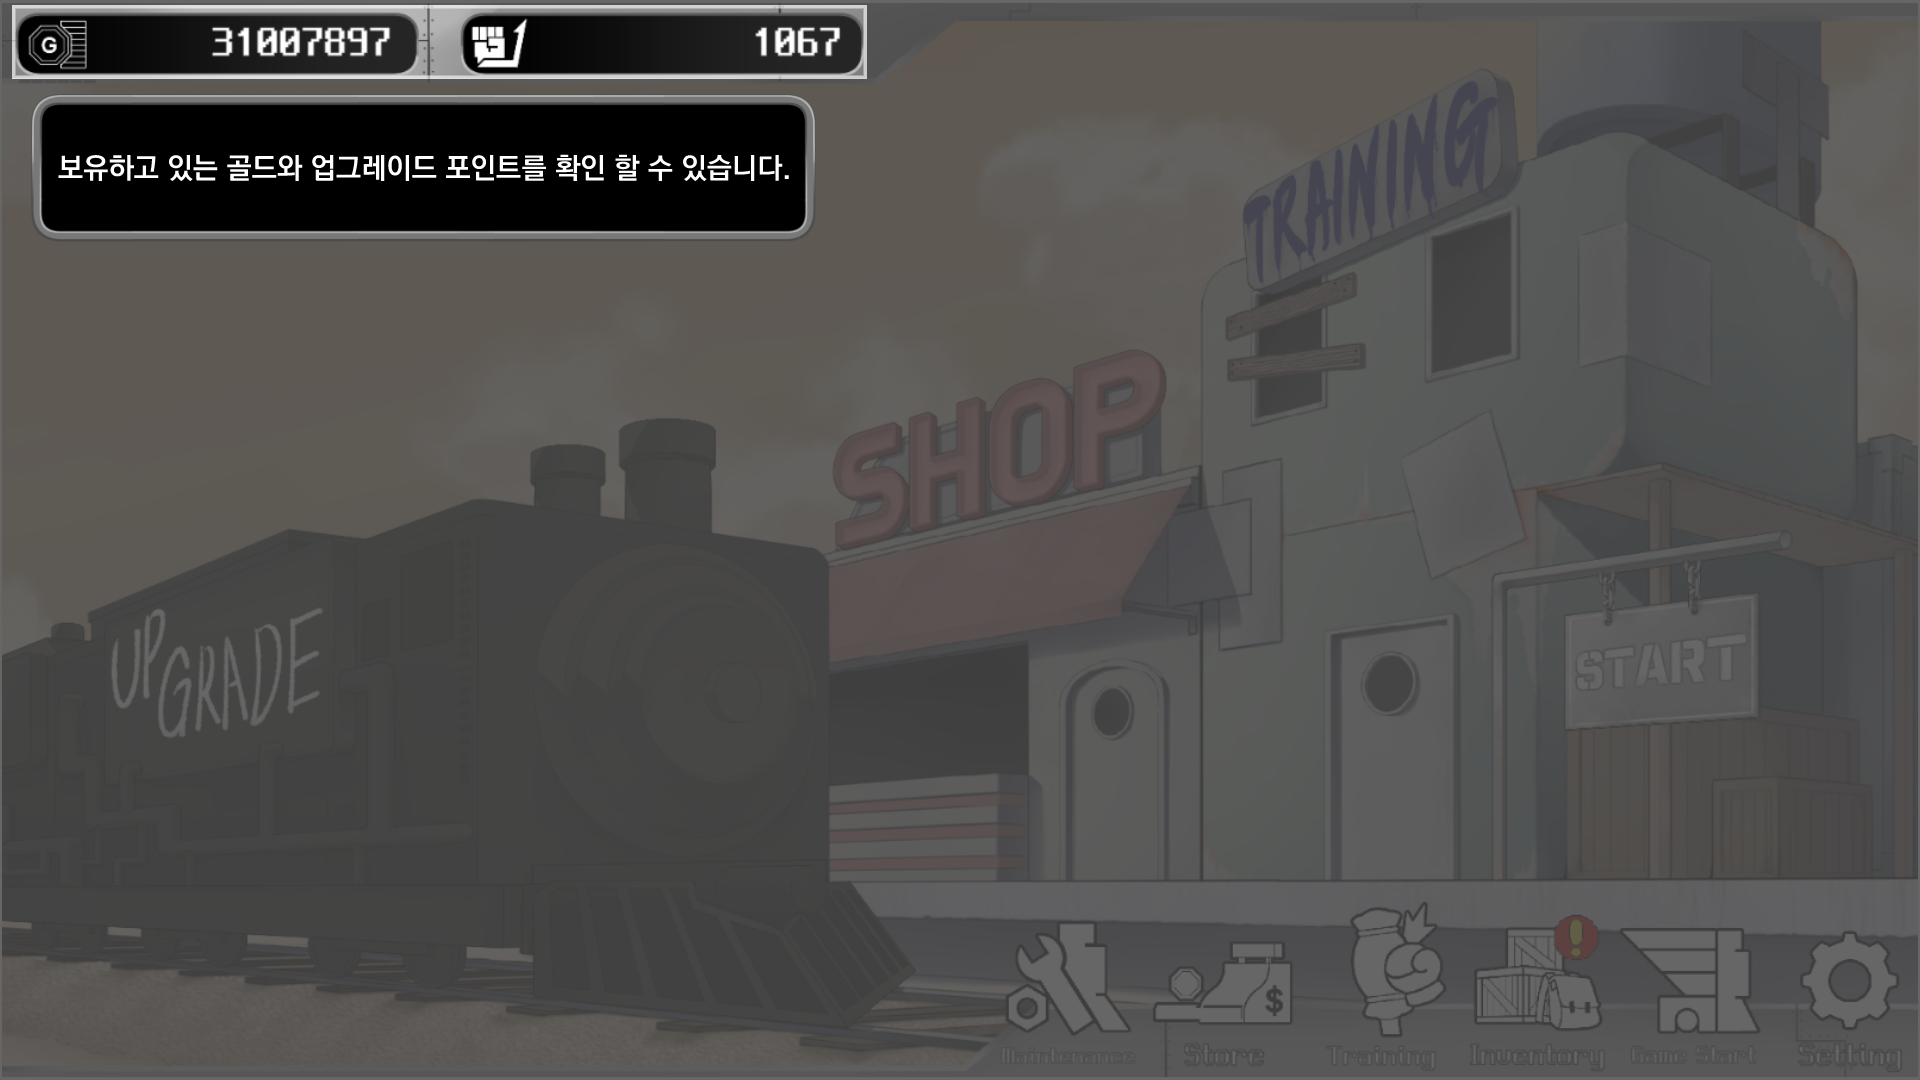 G 31007897 1067
보유하고 있는 골드와 업그레이드 포인트를 확인 할 수 있습니다.
TRAINING
SHOP
UPGRADE
START
$
Maintenance Store Training Inventory Game Start Setting